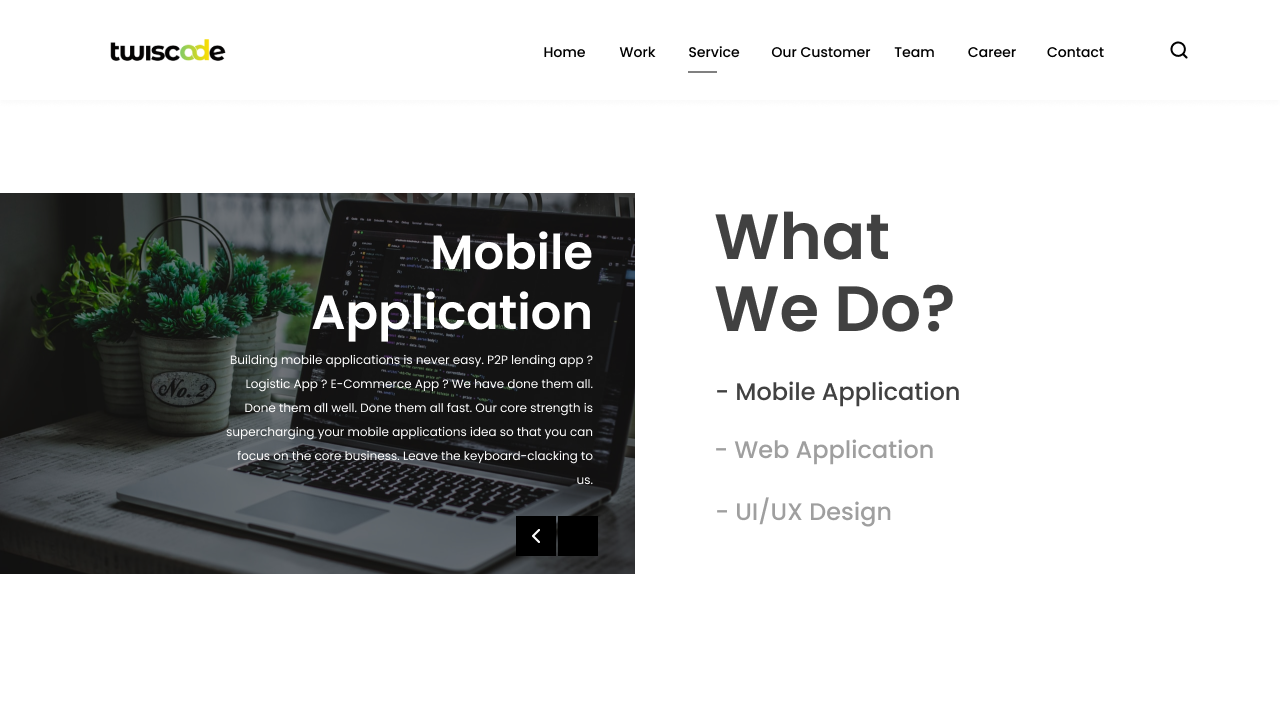 twiscode
Home Work Service Our Customer Team Career Contact
Mobile
Application
Building mobile applications is never easy. P2P lending app ?
Logistic App ? E-Commerce App ? We have done them all.
Done them all well. Done them all fast. Our core strength is
supercharging your mobile applications idea so that you can
focus on the core business. Leave the keyboard-clacking to
us.
No.2
What
We Do?
- Mobile Application
- Web Application
- UI/UX Design